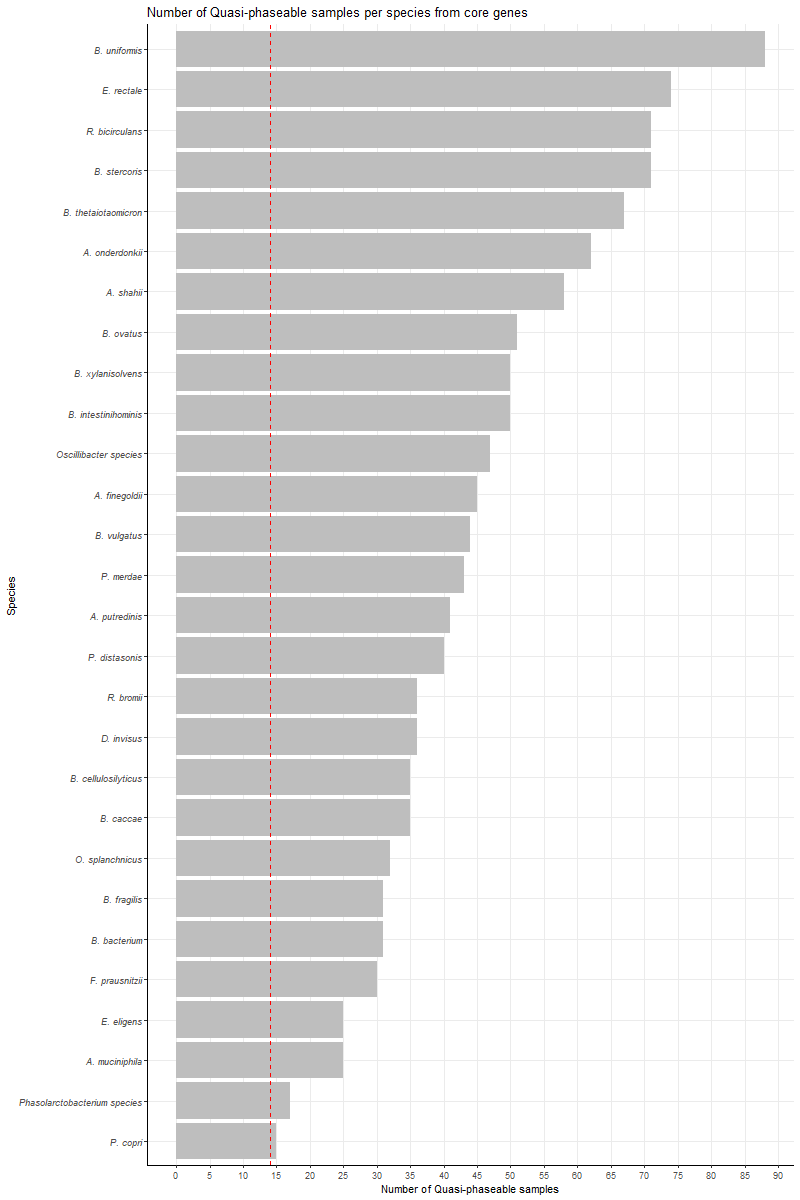 Number of Quasi-phaseable samples per species from core genes
B. uniformis
E. rectale
R. bicirculans
B. stercoris
B. thetaiotaomicron
A. onderdonkii
A. shahii
B. ovatus
B. xylanisolvens
B. intestinihominis
Oscillibacter species
A. finegoldii
B. vulgatus
P. merdae
A. putredinis
P. distasonis
R. bromii
D. invisus
B. cellulosilyticus
B. caccae
O. splanchnicus
B. fragilis
B. bacterium
F. prausnitzii
E. eligens
A. muciniphila
Phasolarctobacterium species
P. copri
Species
0 5 10 15 20 25 30 35 40 45 50 55 60 65 70 75 80 85 90
Number of Quasi-phaseable samples